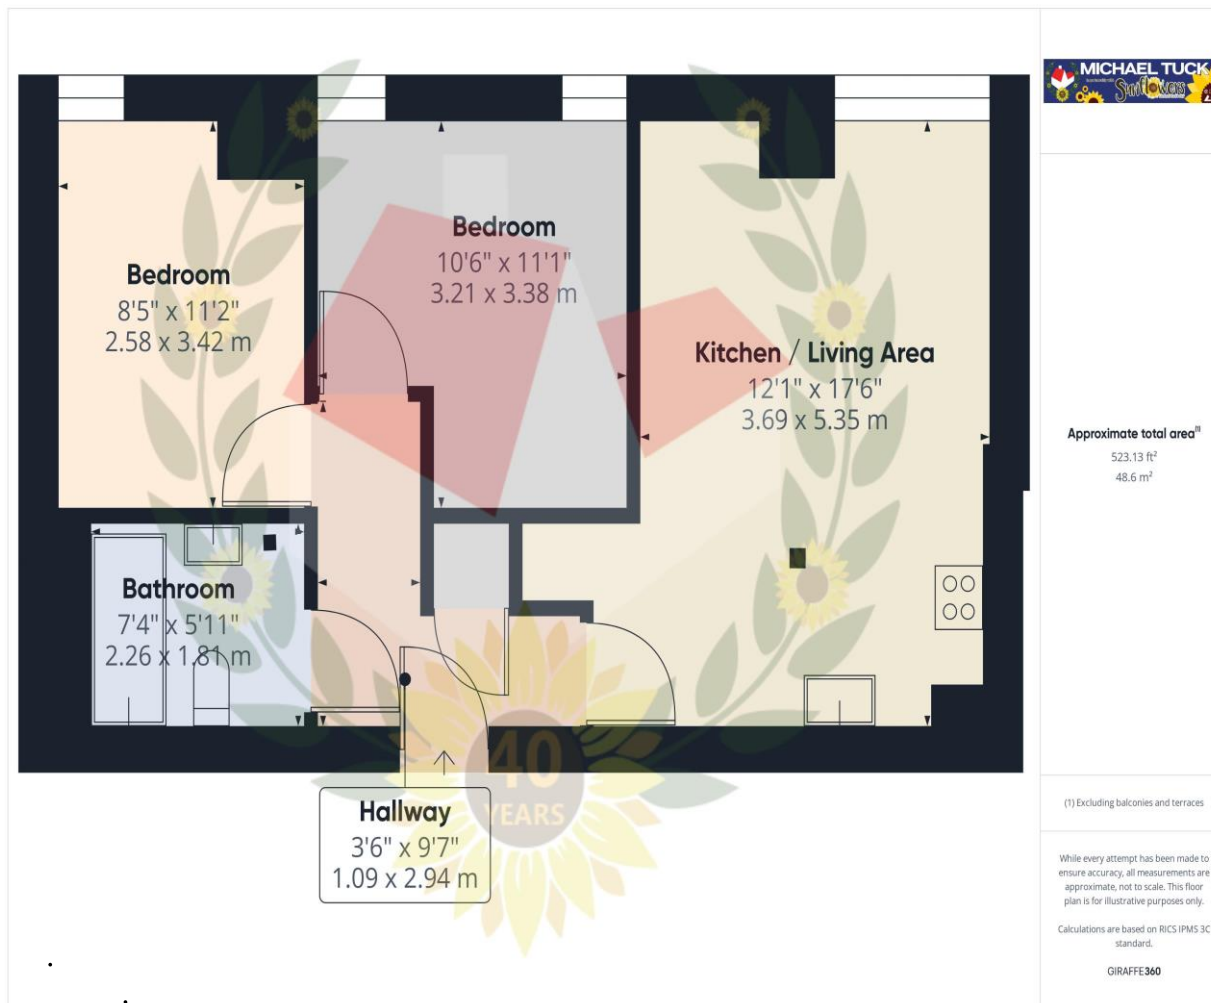 MICHAEL TUCK
Sunflowers
Bedroom
10'6" x 11'1"
3.21 x 3.38 m
Bedroom
8'5" x 11'2"
2.58 x 3.42 m
Kitchen / Living Area
12'1" x 17'6"
3.69 x 5.35 m
Approximate total area⁽¹⁾
523.13 ft²
48.6 m²
Bathroom
7'4" x 5'11"
2.26 x 1.81 m
40
YEARS
Hallway
3'6" x 9'7"
1.09 x 2.94 m
(1) Excluding balconies and terraces
While every attempt has been made to
ensure accuracy, all measurements are
approximate, not to scale. This floor
plan is for illustrative purposes only.
Calculations are based on RICS IPMS 3C
standard.
GIRAFFE360